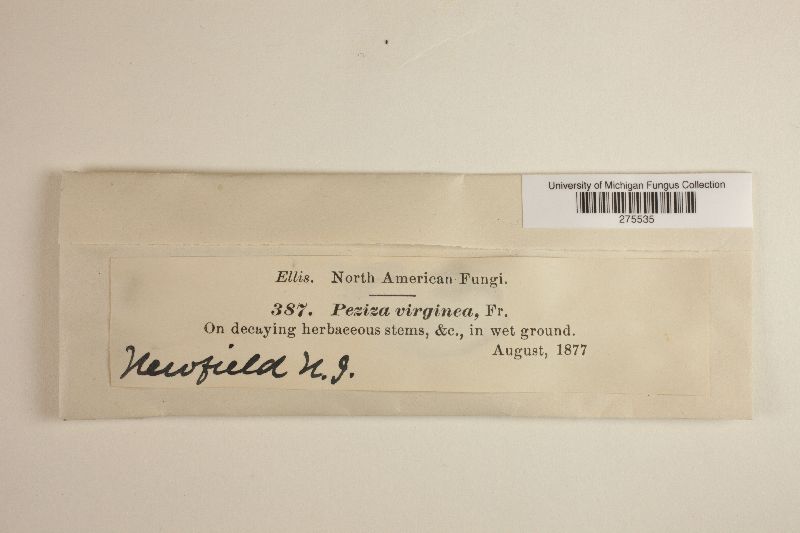 University of Michigan Fungus Collection
275535
Ellis. North American Fungi.
387. Peziza virginea, Fr.
On decaying herbaceous stems, &c., in wet ground.
August, 1877
Newfield N.J.